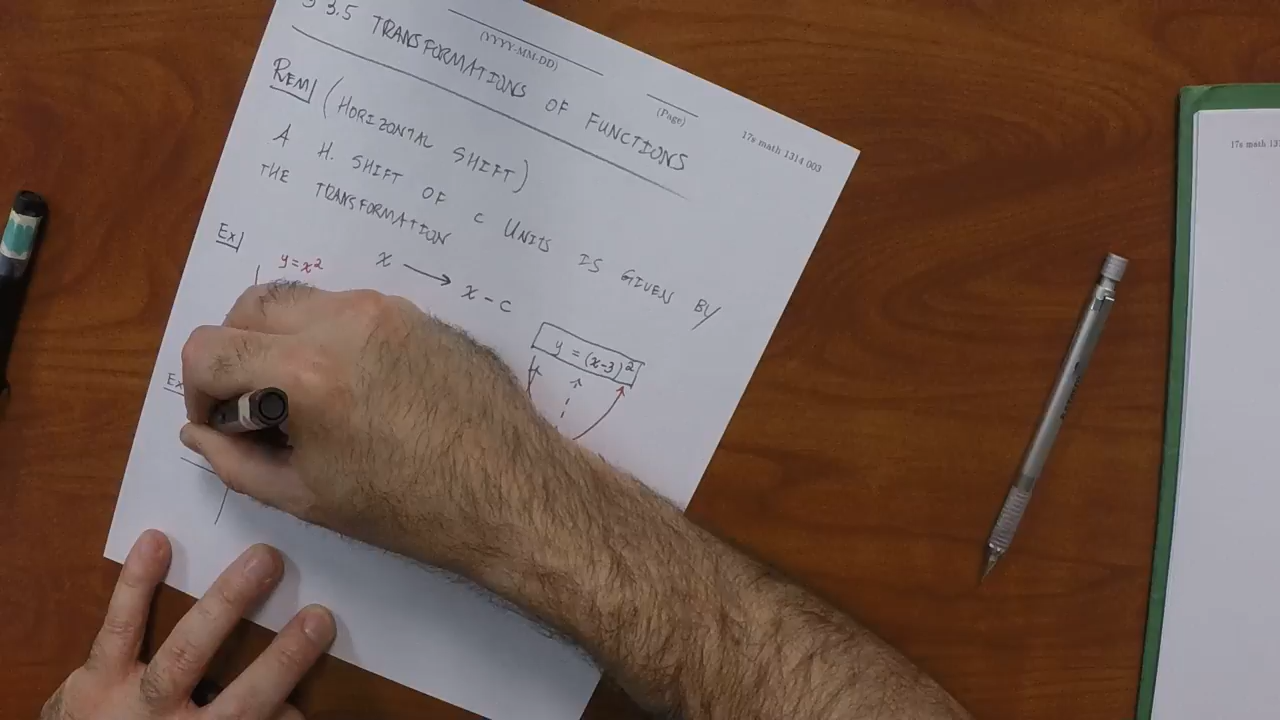 3.5 TRANSFORMATIONS OF FUNCTIONS
(YYYY-MM-DD)
(Page)
17s math 1314 003
REM (HORIZONTAL SHIFT)
A H. SHIFT OF c UNITS IS GIVEN BY
THE TRANSFORMATION
x → x - c
Ex
y = x²
y = (x-3)²
Ex
17s math 131